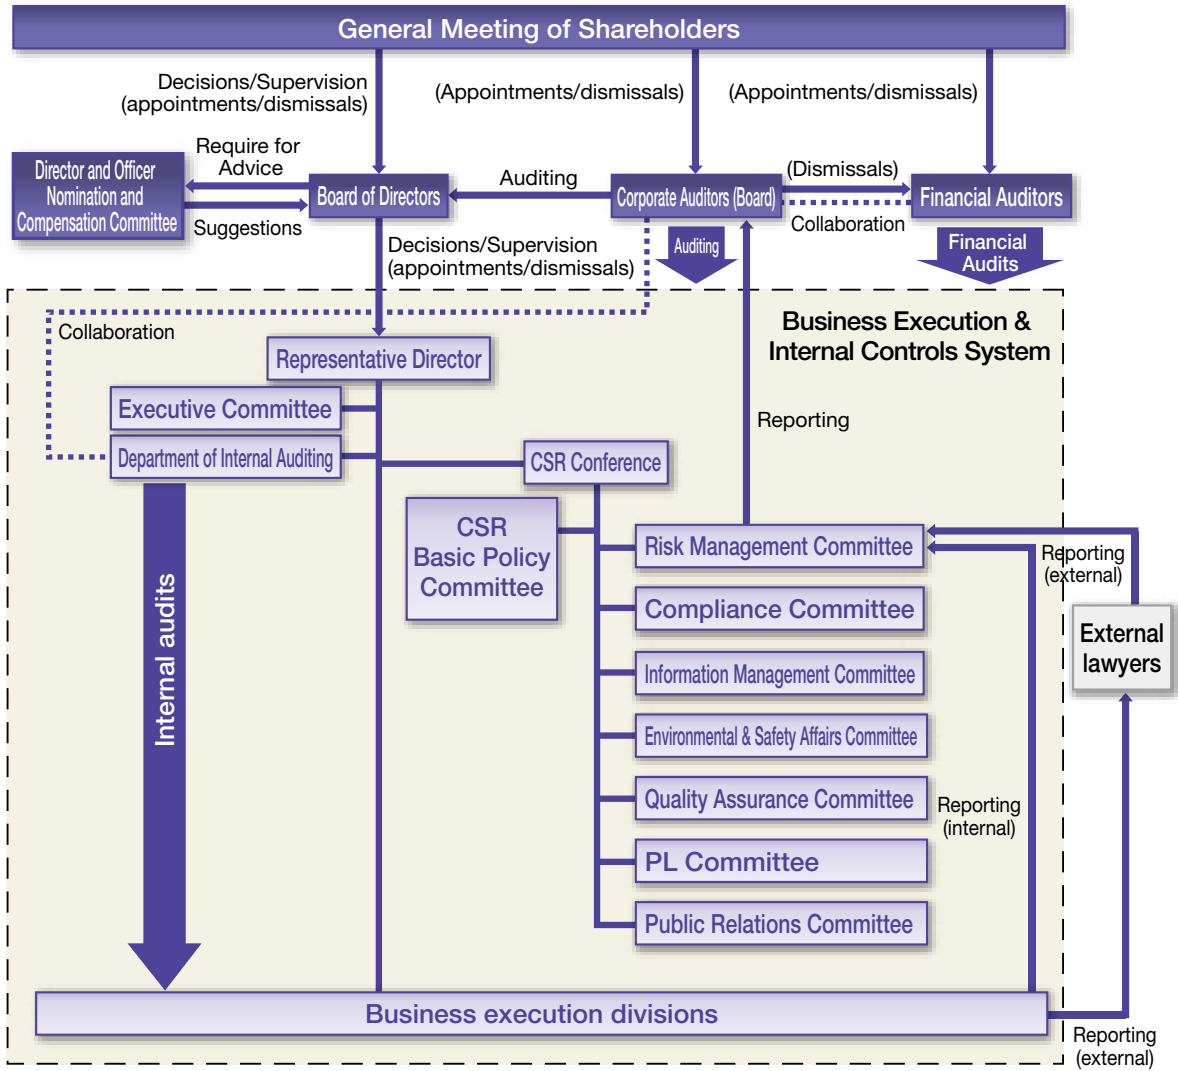 General Meeting of Shareholders
Decisions/Supervision
(appointments/dismissals)
(Appointments/dismissals)
(Appointments/dismissals)
Require for
Advice
Director and Officer
Nomination and
Compensation Committee
Suggestions
Board of Directors
Auditing
Corporate Auditors (Board)
(Dismissals)
Collaboration
Financial Auditors
Decisions/Supervision
(appointments/dismissals)
Auditing
Financial
Audits
Business Execution &
Internal Controls System
Collaboration
Representative Director
Executive Committee
Department of Internal Auditing
Reporting
CSR Conference
CSR
Basic Policy
Committee
Risk Management Committee
Reporting
(external)
Compliance Committee
External
lawyers
Information Management Committee
Internal audits
Environmental & Safety Affairs Committee
Quality Assurance Committee
Reporting
(internal)
PL Committee
Public Relations Committee
Business execution divisions
Reporting
(external)